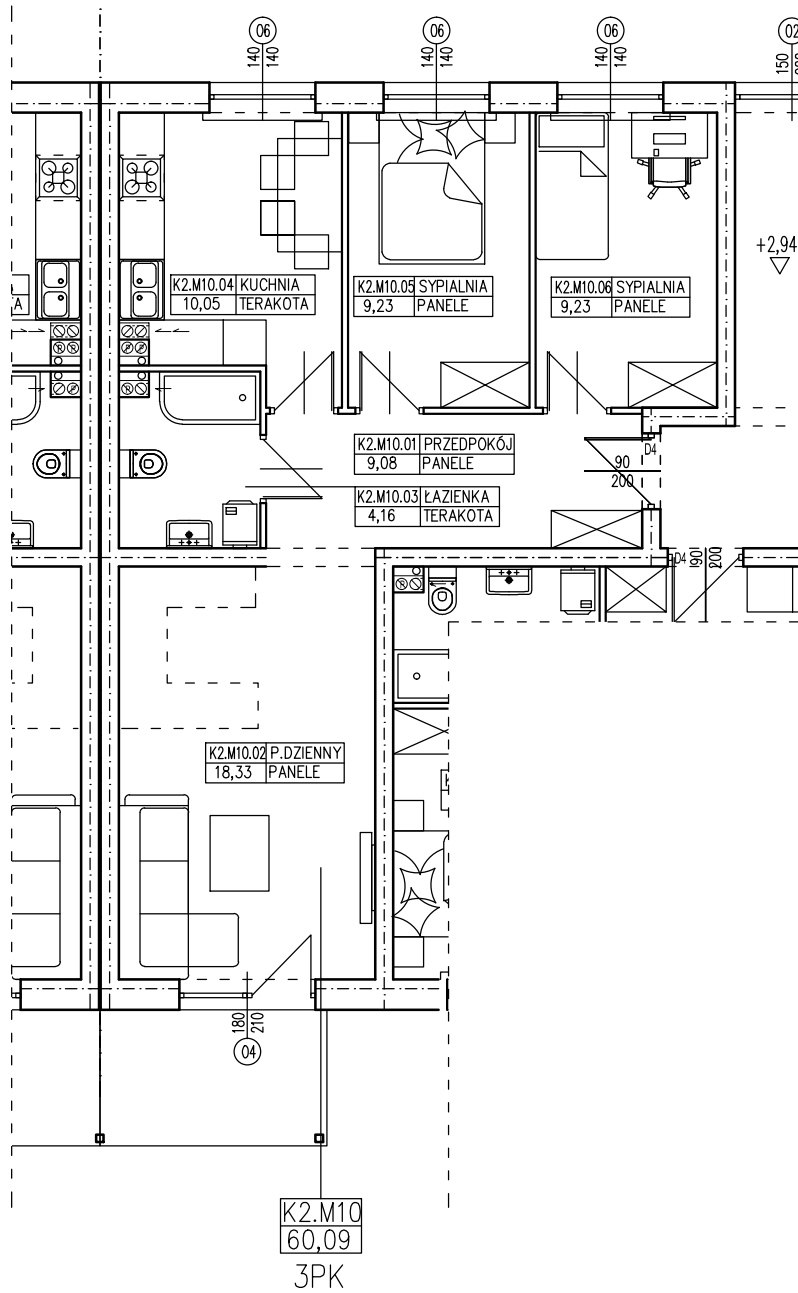 06
06
06
02
140 140
140 140
140 140
150
+2,94
K2.M10.04 KUCHNIA
10,05 TERAKOTA
K2.M10.05 SYPIALNIA
9,23 PANELE
K2.M10.06 SYPIALNIA
9,23 PANELE
A
K2.M10.01 PRZEDPOKÓJ
9,08 PANELE
K2.M10.03 ŁAZIENKA
4,16 TERAKOTA
D4
90
200
D4
90
200
K2.M10.02 P.DZIENNY
18,33 PANELE
180
210
04
K2.M10
60,09
3PK